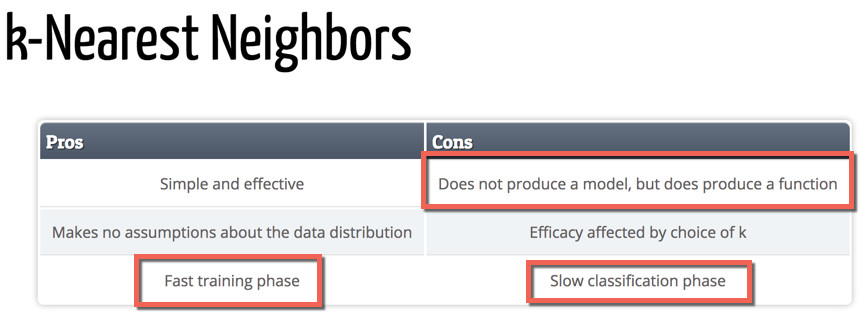 k-Nearest Neighbors
Pros Cons
Simple and effective Does not produce a model, but does produce a function
Makes no assumptions about the data distribution Efficacy affected by choice of k
Fast training phase Slow classification phase